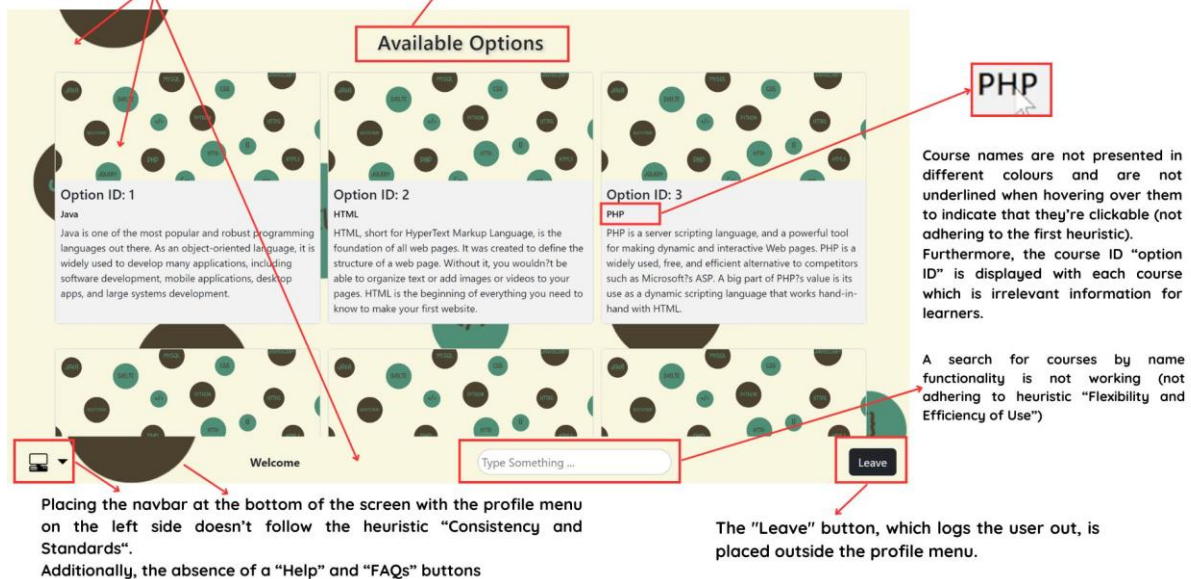 Available Options
PHP
Option ID: 1
Java
Java is one of the most popular and robust programming
languages out there. As an object-oriented language, it is
widely used to develop many applications, including
software development, mobile applications, desktop
apps, and large systems development.
Option ID: 2
HTML
HTML, short for HyperText Markup Language, is the
foundation of all web pages. It was created to define the
structure of a web page. Without it, you wouldn?t be
able to organize text or add images or videos to your
pages. HTML is the beginning of everything you need to
know to make your first website.
Option ID: 3
PHP
PHP is a server scripting language, and a powerful tool
for making dynamic and interactive Web pages. PHP is a
widely used, free, and efficient alternative to competitors
such as Microsoft?s ASP. A big part of PHP?s value is its
use as a dynamic scripting language that works hand-in-
hand with HTML.
Course names are not presented in
different colours and are not
underlined when hovering over them
to indicate that they're clickable (not
adhering to the first heuristic).
Furthermore, the course ID "option
ID" is displayed with each course
which is irrelevant information for
learners.
A search for courses by name
functionality is not working (not
adhering to heuristic "Flexibility and
Efficiency of Use")
Welcome
Type Something ...
Leave
Placing the navbar at the bottom of the screen with the profile menu
on the left side doesn't follow the heuristic "Consistency and
Standards".
Additionally, the absence of a "Help" and "FAQs" buttons
The "Leave" button, which logs the user out, is
placed outside the profile menu.